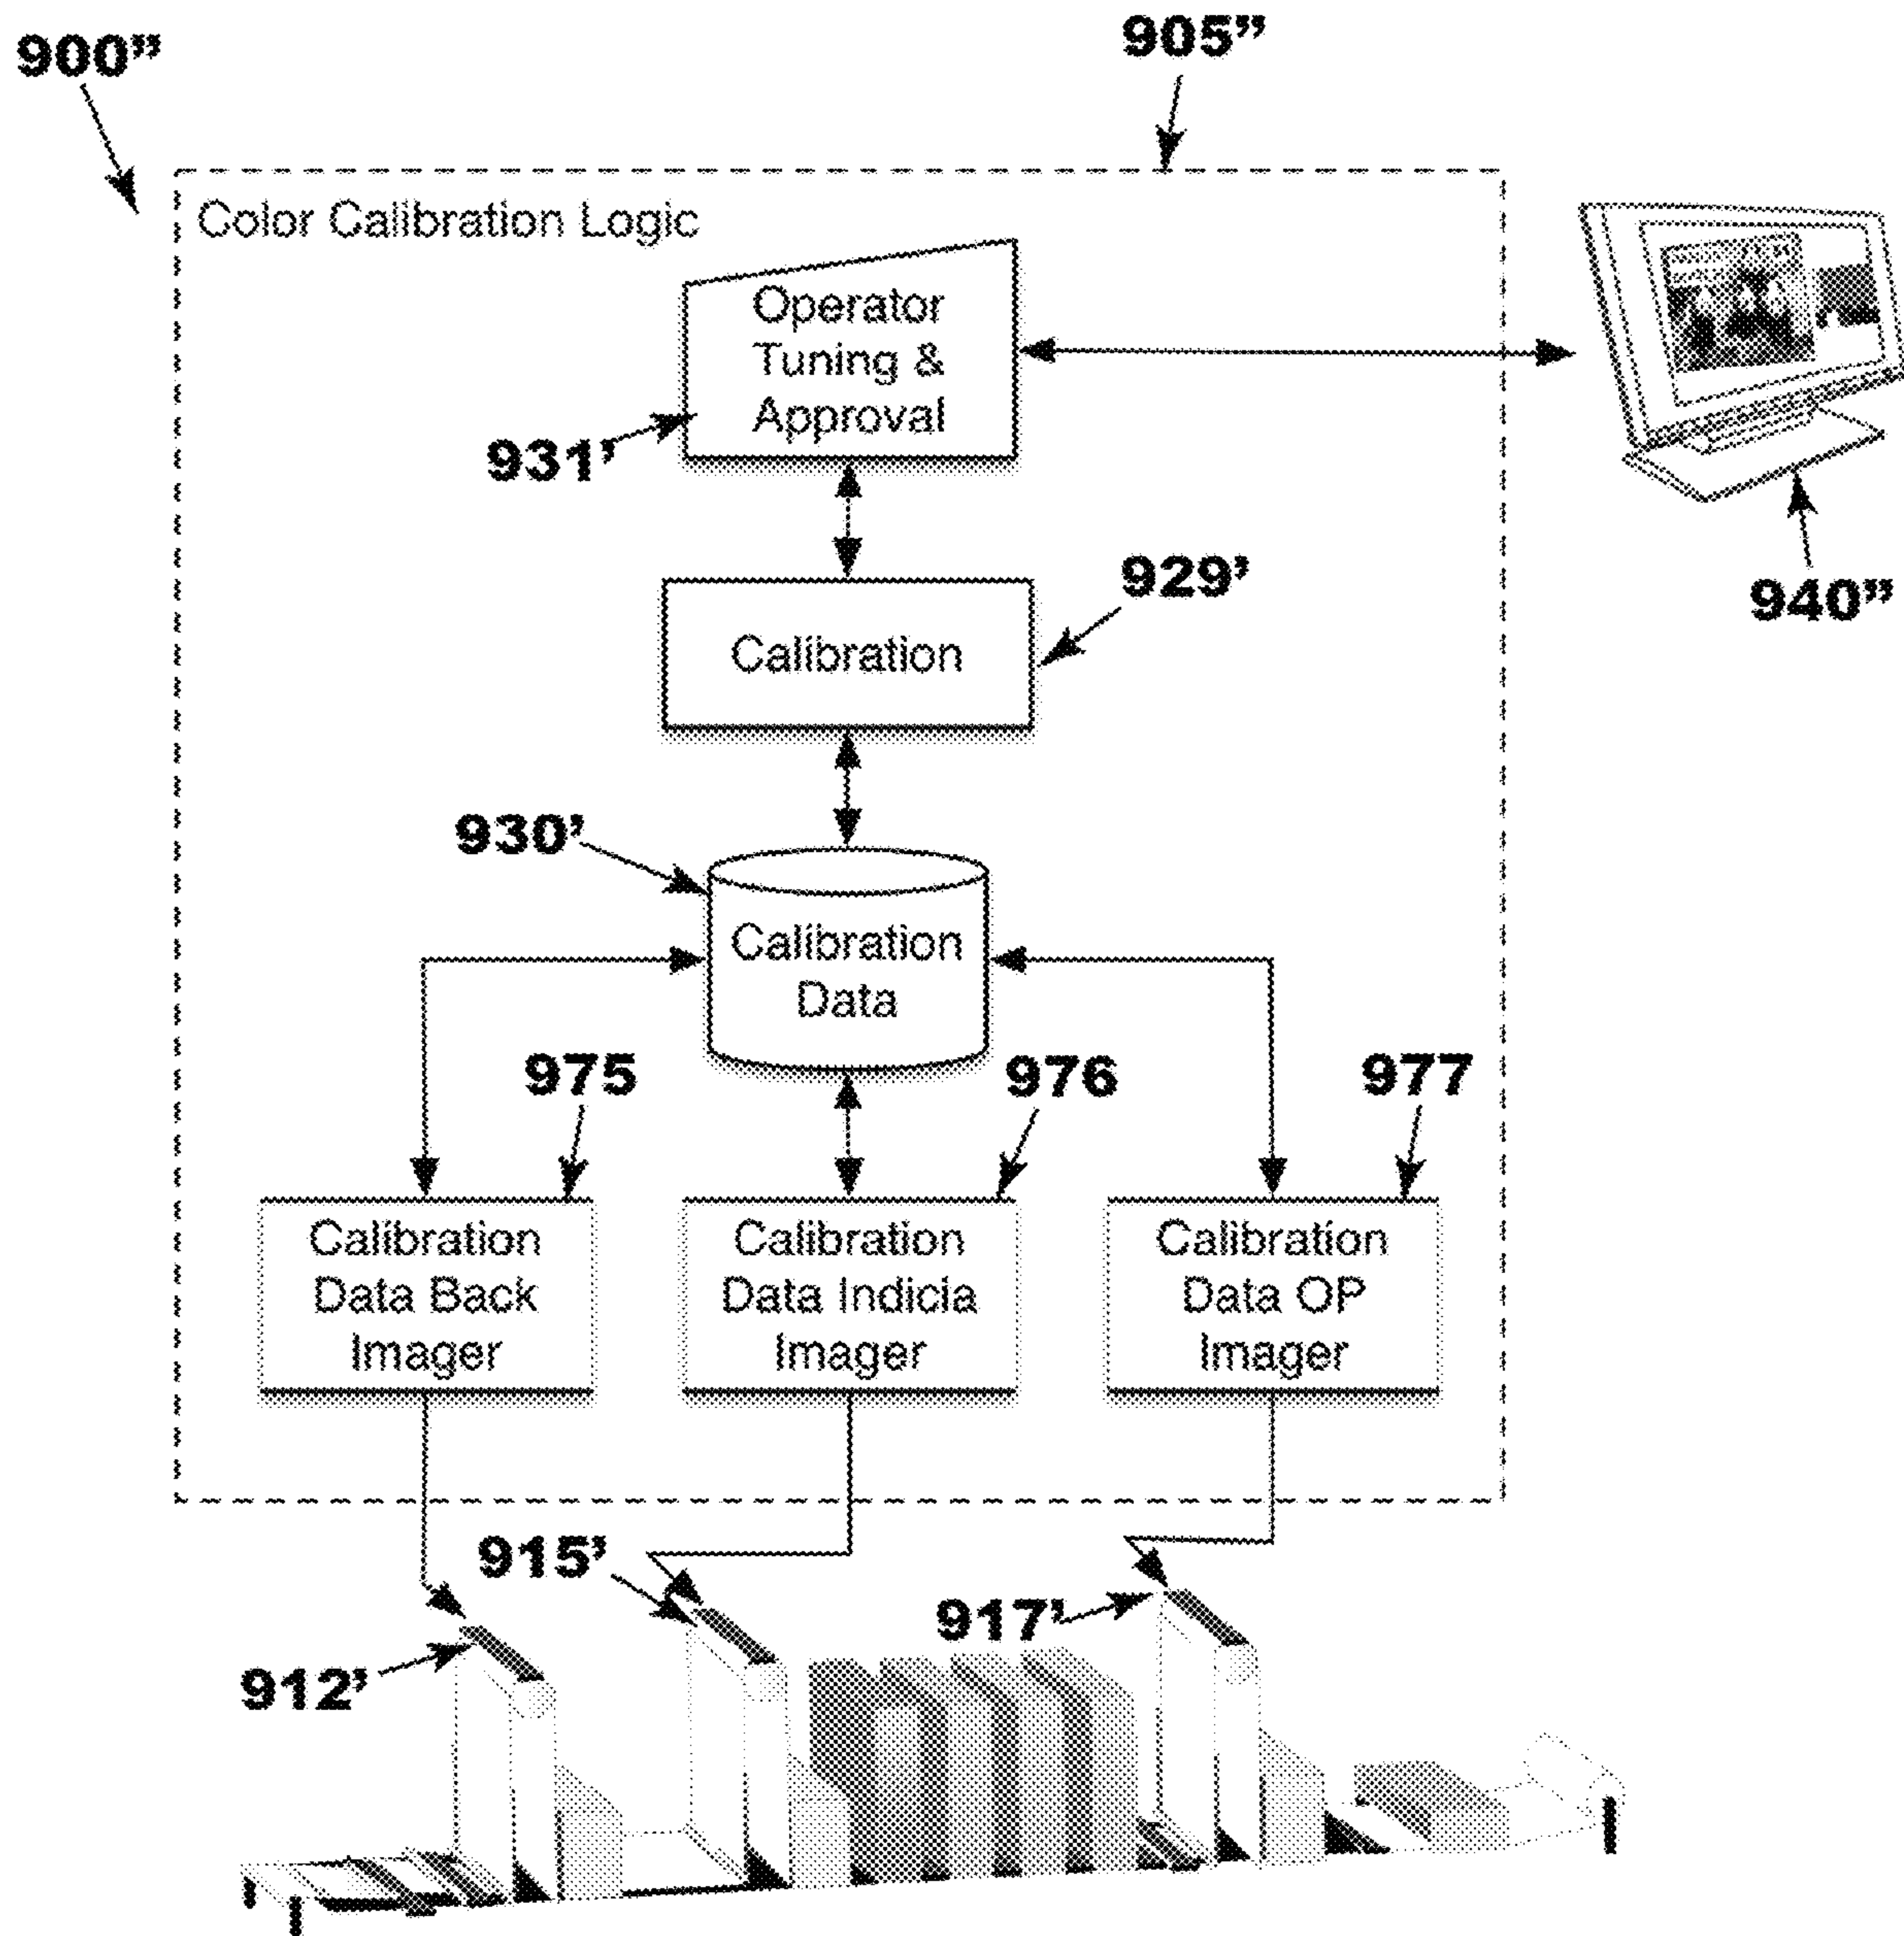 900”
905”
Color Calibration Logic
Operator
Tuning &
Approval
931’
940”
929’
Calibration
930’
Calibration
Data
975
976
977
Calibration
Data Back
Imager
Calibration
Data Indicia
Imager
Calibration
Data OP
Imager
915’
917’
912’